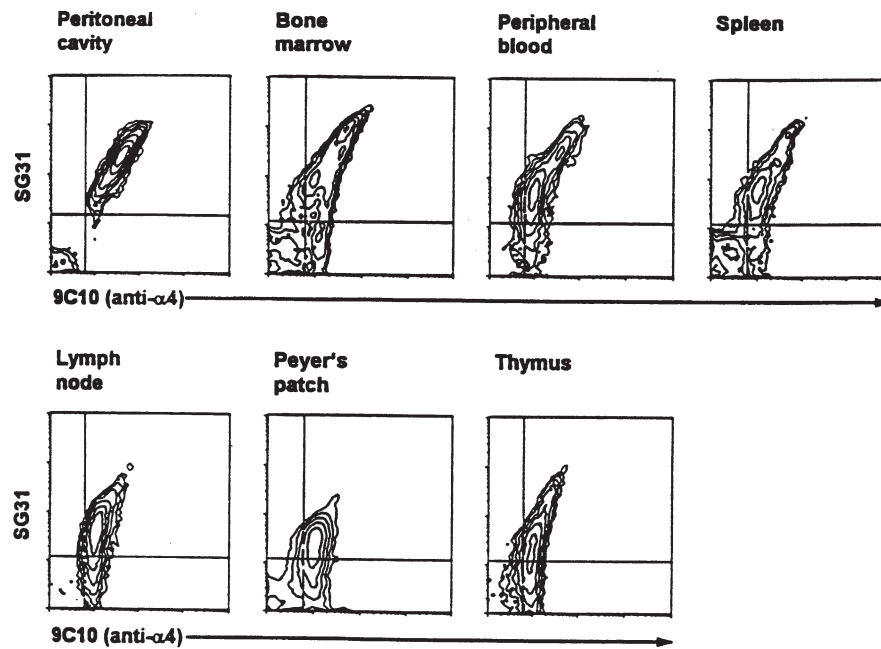 Peritoneal
cavity
Bone
marrow
Peripheral
blood
Spleen
SG31
9C10 (anti-α4)
Lymph
node
Peyer's
patch
Thymus
SG31
9C10 (anti-α4)